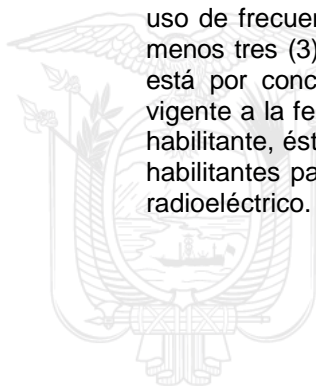 uso de frecuen
menos tres (3)
está por conc
vigente a la fe
habilitante, ést
habilitantes pa
radioeléctrico.